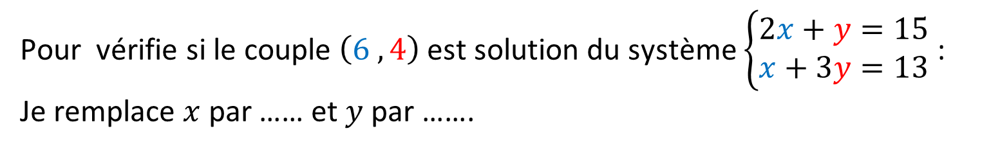 Pour vérifie si le couple (6 ,4) est solution du système {2x + y = 15
x + 3y = 13 :
Je remplace x par …… et y par …….